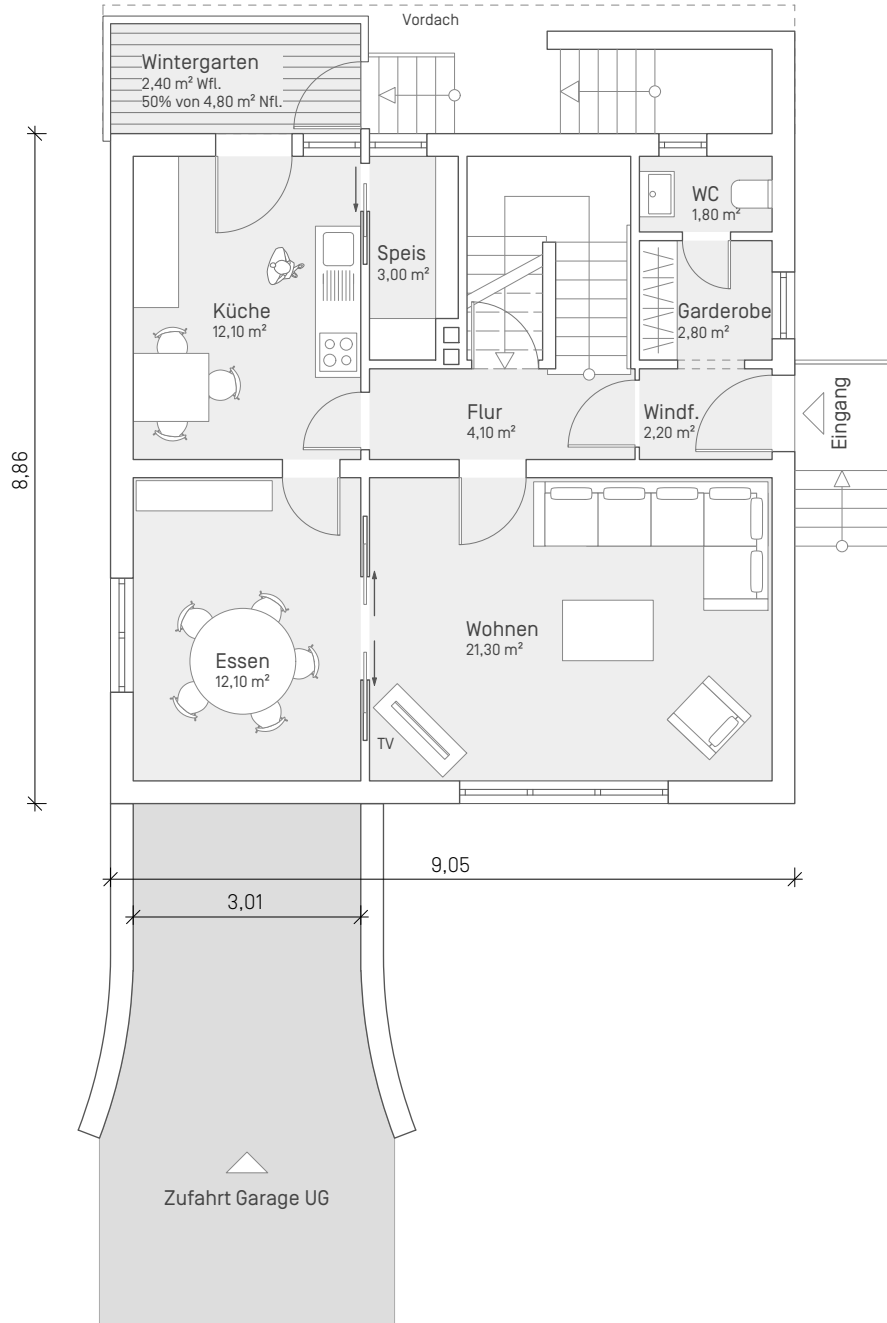 Vordach
Wintergarten
2,40 m² Wfl.
50% von 4,80 m² Nfl.
WC
1,80 m²
Speis
3,00 m²
Küche
12,10 m²
Garderobe
2,80 m²
Flur
4,10 m²
Windf.
2,20 m²
Eingang
8,86
Wohnen
21,30 m²
Essen
12,10 m²
TV
9,05
3,01
Zufahrt Garage UG